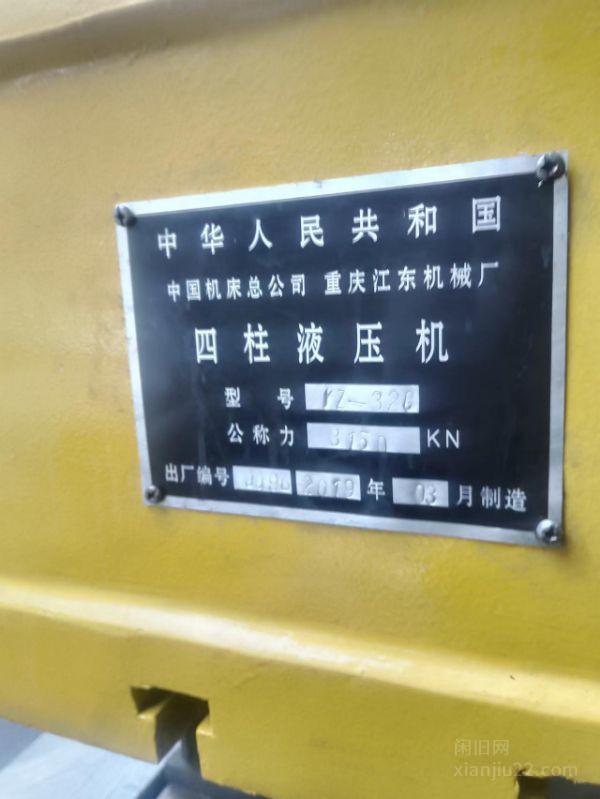 中华人民共和国
中国机床总公司 重庆江东机械厂
四柱液压机
型号
公称力 3150 KN
出厂编号 2019 年 03 月制造
闲旧网
xianjiu22.com